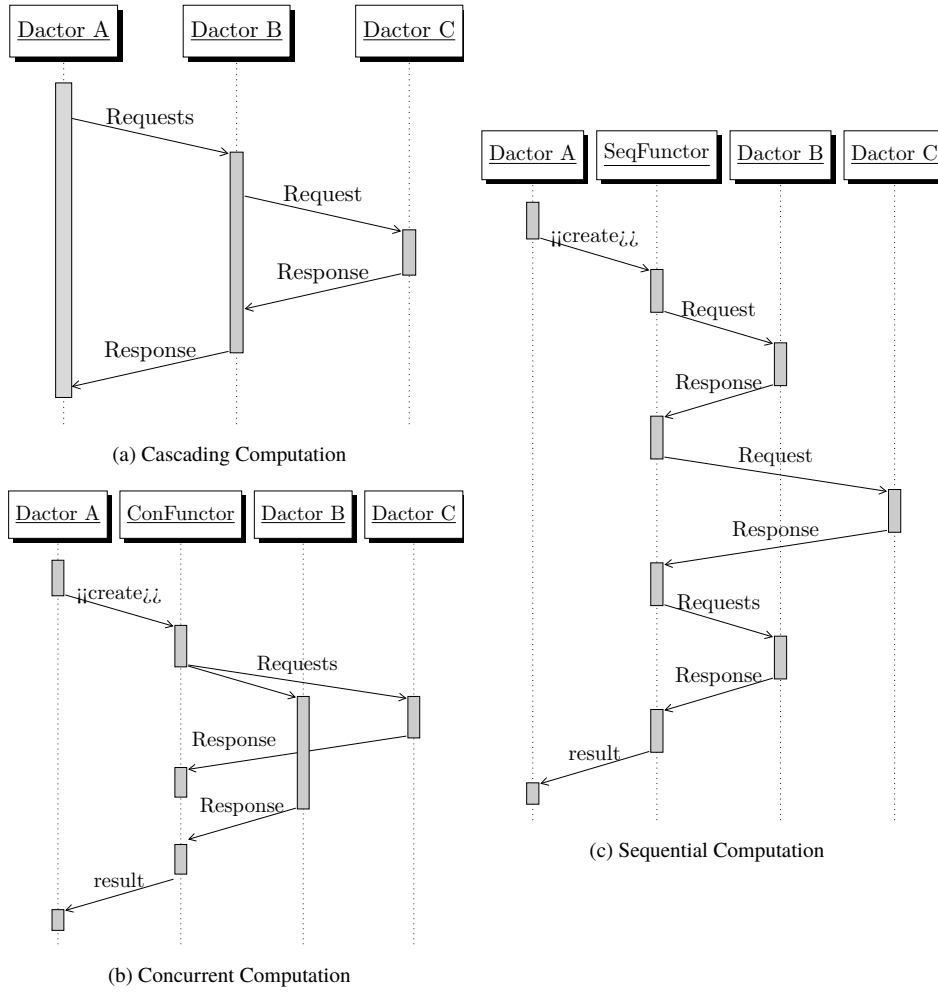 Dactor A
Dactor B
Dactor C
Requests
Request
Response
Response
(a) Cascading Computation
Dactor A
ConFunctor
Dactor B
Dactor C
¡¡create¿¿
Requests
Response
Response
result
(b) Concurrent Computation
Dactor A
SeqFunctor
Dactor B
Dactor C
¡¡create¿¿
Request
Response
Request
Response
Requests
Response
result
(c) Sequential Computation